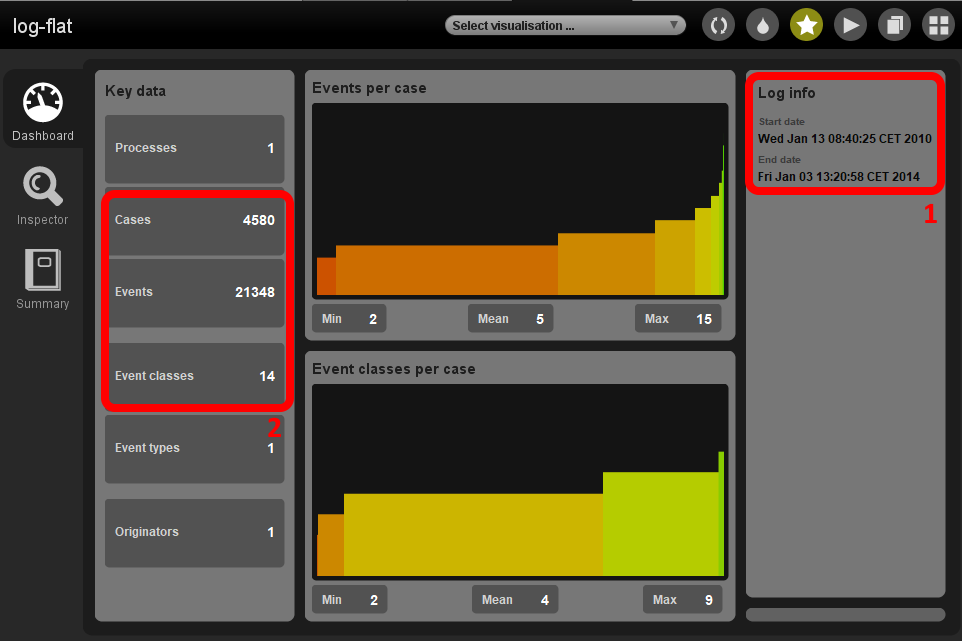 log-flat
Select visualisation ...
Dashboard
Inspector
Summary
Key data
Processes 1
Cases 4580
Events 21348
Event classes 14
2
Event types 1
Originators 1
Events per case
Min 2
Mean 5
Max 15
Event classes per case
Min 2
Mean 4
Max 9
Log info
Start date
Wed Jan 13 08:40:25 CET 2010
End date
Fri Jan 03 13:20:58 CET 2014
1